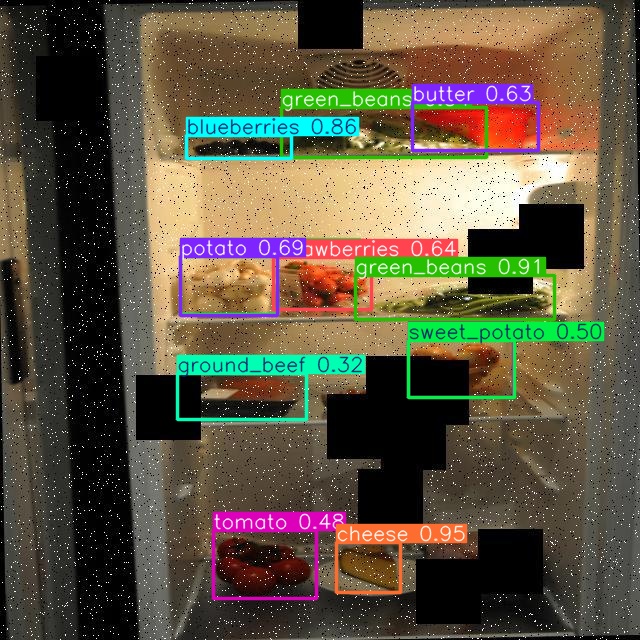 green_beans
butter 0.63
blueberries 0.86
potato 0.69
awberries 0.64
green_beans 0.91
sweet_potato 0.50
ground_beef 0.32
tomato 0.48
cheese 0.95